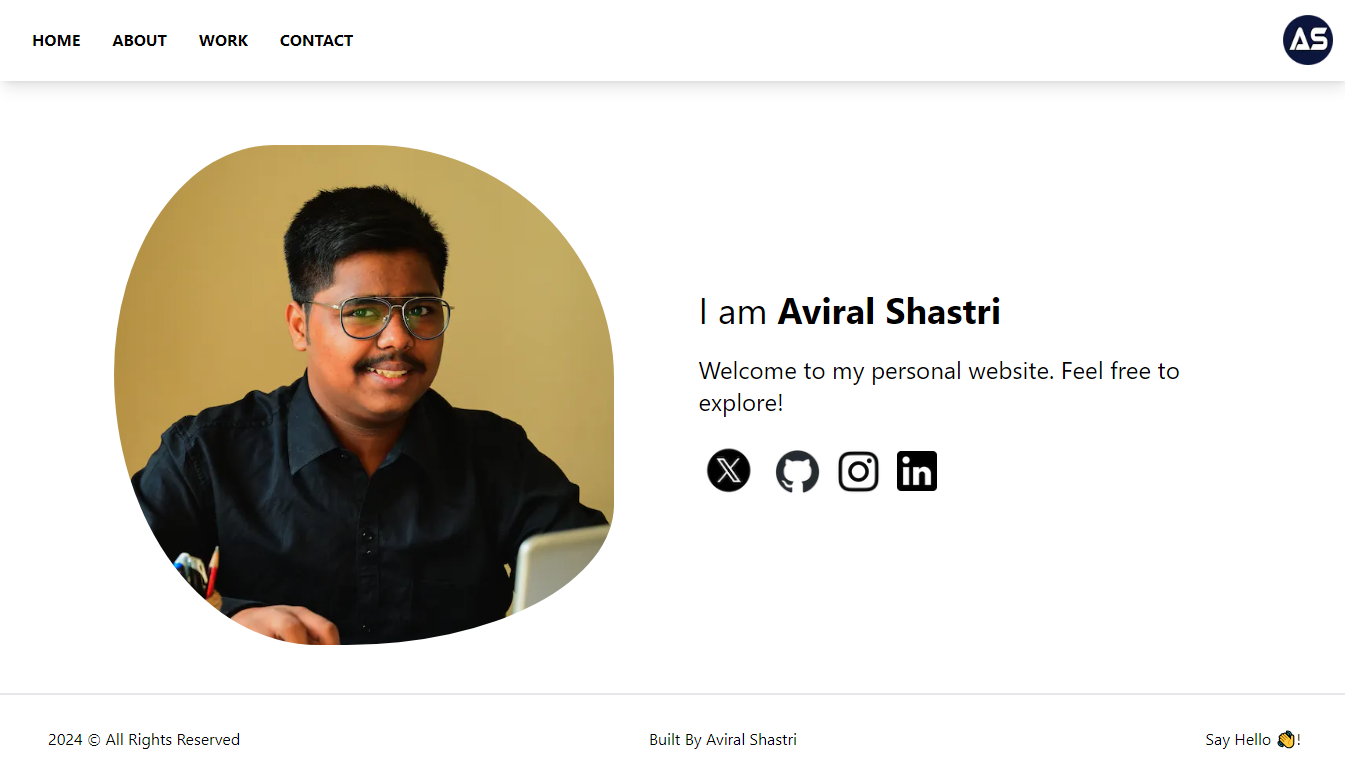 HOME ABOUT WORK CONTACT AS
I am Aviral Shastri
Welcome to my personal website. Feel free to
explore!
X in
2024 © All Rights Reserved Built By Aviral Shastri Say Hello 👏!